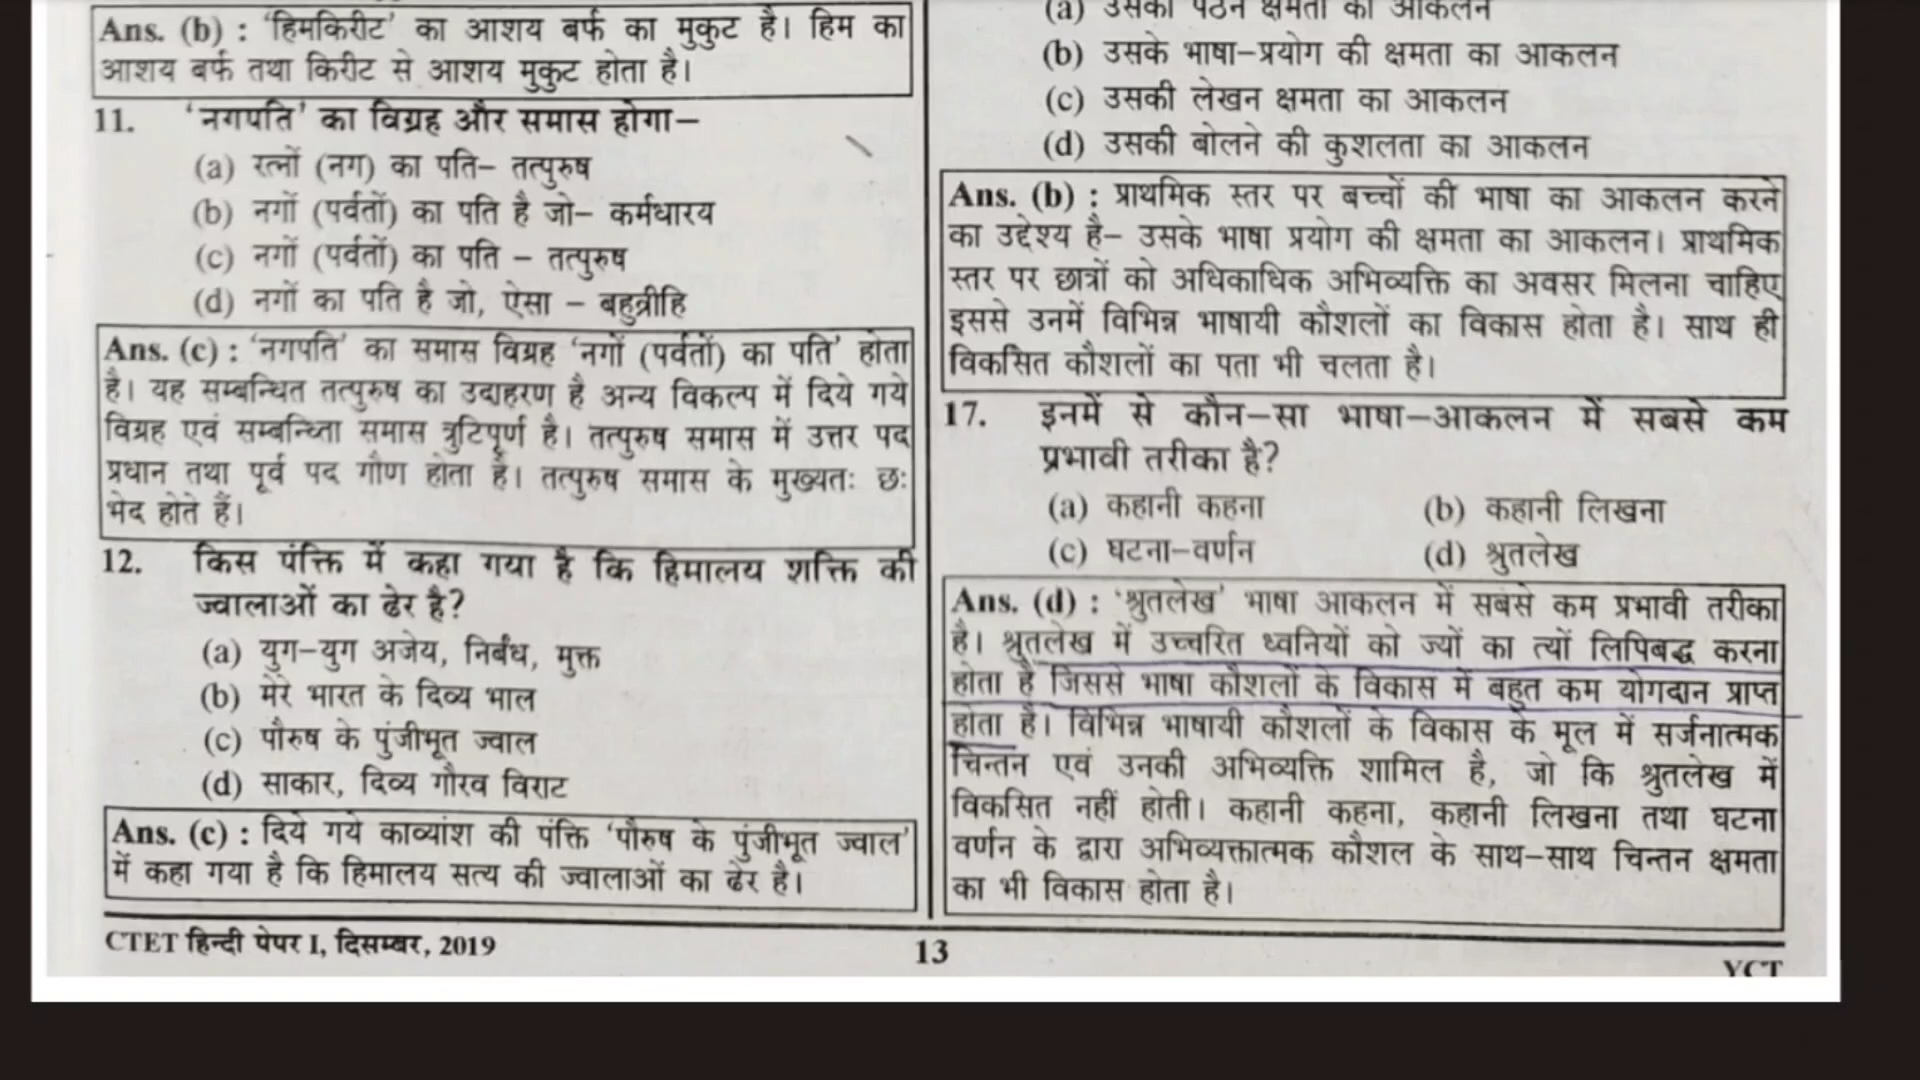 Ans. (b) : 'हिमकिरीट' का आशय बर्फ का मुकुट है। हिम का
आशय बर्फ तथा किरीट से आशय मुकुट होता है।
11. 'नगपति' का विग्रह और समास होगा–
(a) रत्नों (नग) का पति– तत्पुरुष
(b) नगों (पर्वतों) का पति है जो– कर्मधारय
(c) नगों (पर्वतों) का पति – तत्पुरुष
(d) नगों का पति है जो, ऐसा – बहुव्रीहि
Ans. (c) : 'नगपति' का समास विग्रह 'नगों (पर्वतों) का पति' होता
है। यह सम्बन्धित तत्पुरुष का उदाहरण है अन्य विकल्प में दिये गये
विग्रह एवं सम्बन्धिता समास त्रुटिपूर्ण है। तत्पुरुष समास में उत्तर पद
प्रधान तथा पूर्व पद गौण होता है। तत्पुरुष समास के मुख्यतः छः
भेद होते हैं।
12. किस पंक्ति में कहा गया है कि हिमालय शक्ति की
ज्वालाओं का ढेर है?
(a) युग–युग अजेय, निर्बंध, मुक्त
(b) मेरे भारत के दिव्य भाल
(c) पौरुष के पुंजीभूत ज्वाल
(d) साकार, दिव्य गौरव विराट
Ans. (c) : दिये गये काव्यांश की पंक्ति 'पौरुष के पुंजीभूत ज्वाल'
में कहा गया है कि हिमालय सत्य की ज्वालाओं का ढेर है।
(a) उसकी पठन क्षमता का आकलन
(b) उसके भाषा–प्रयोग की क्षमता का आकलन
(c) उसकी लेखन क्षमता का आकलन
(d) उसकी बोलने की कुशलता का आकलन
Ans. (b) : प्राथमिक स्तर पर बच्चों की भाषा का आकलन करने
का उद्देश्य है– उसके भाषा प्रयोग की क्षमता का आकलन। प्राथमिक
स्तर पर छात्रों को अधिकाधिक अभिव्यक्ति का अवसर मिलना चाहिए
इससे उनमें विभिन्न भाषायी कौशलों का विकास होता है। साथ ही
विकसित कौशलों का पता भी चलता है।
17. इनमें से कौन–सा भाषा–आकलन में सबसे कम
प्रभावी तरीका है?
(a) कहानी कहना (b) कहानी लिखना
(c) घटना–वर्णन (d) श्रुतलेख
Ans. (d) : 'श्रुतलेख' भाषा आकलन में सबसे कम प्रभावी तरीका
है। श्रुतलेख में उच्चरित ध्वनियों को ज्यों का त्यों लिपिबद्ध करना
होता है जिससे भाषा कौशलों के विकास में बहुत कम योगदान प्राप्त
होता है। विभिन्न भाषायी कौशलों के विकास के मूल में सर्जनात्मक
चिन्तन एवं उनकी अभिव्यक्ति शामिल है, जो कि श्रुतलेख में
विकसित नहीं होती। कहानी कहना, कहानी लिखना तथा घटना
वर्णन के द्वारा अभिव्यक्तात्मक कौशल के साथ–साथ चिन्तन क्षमता
का भी विकास होता है।
CTET हिन्दी पेपर I, दिसम्बर, 2019 13 YCT